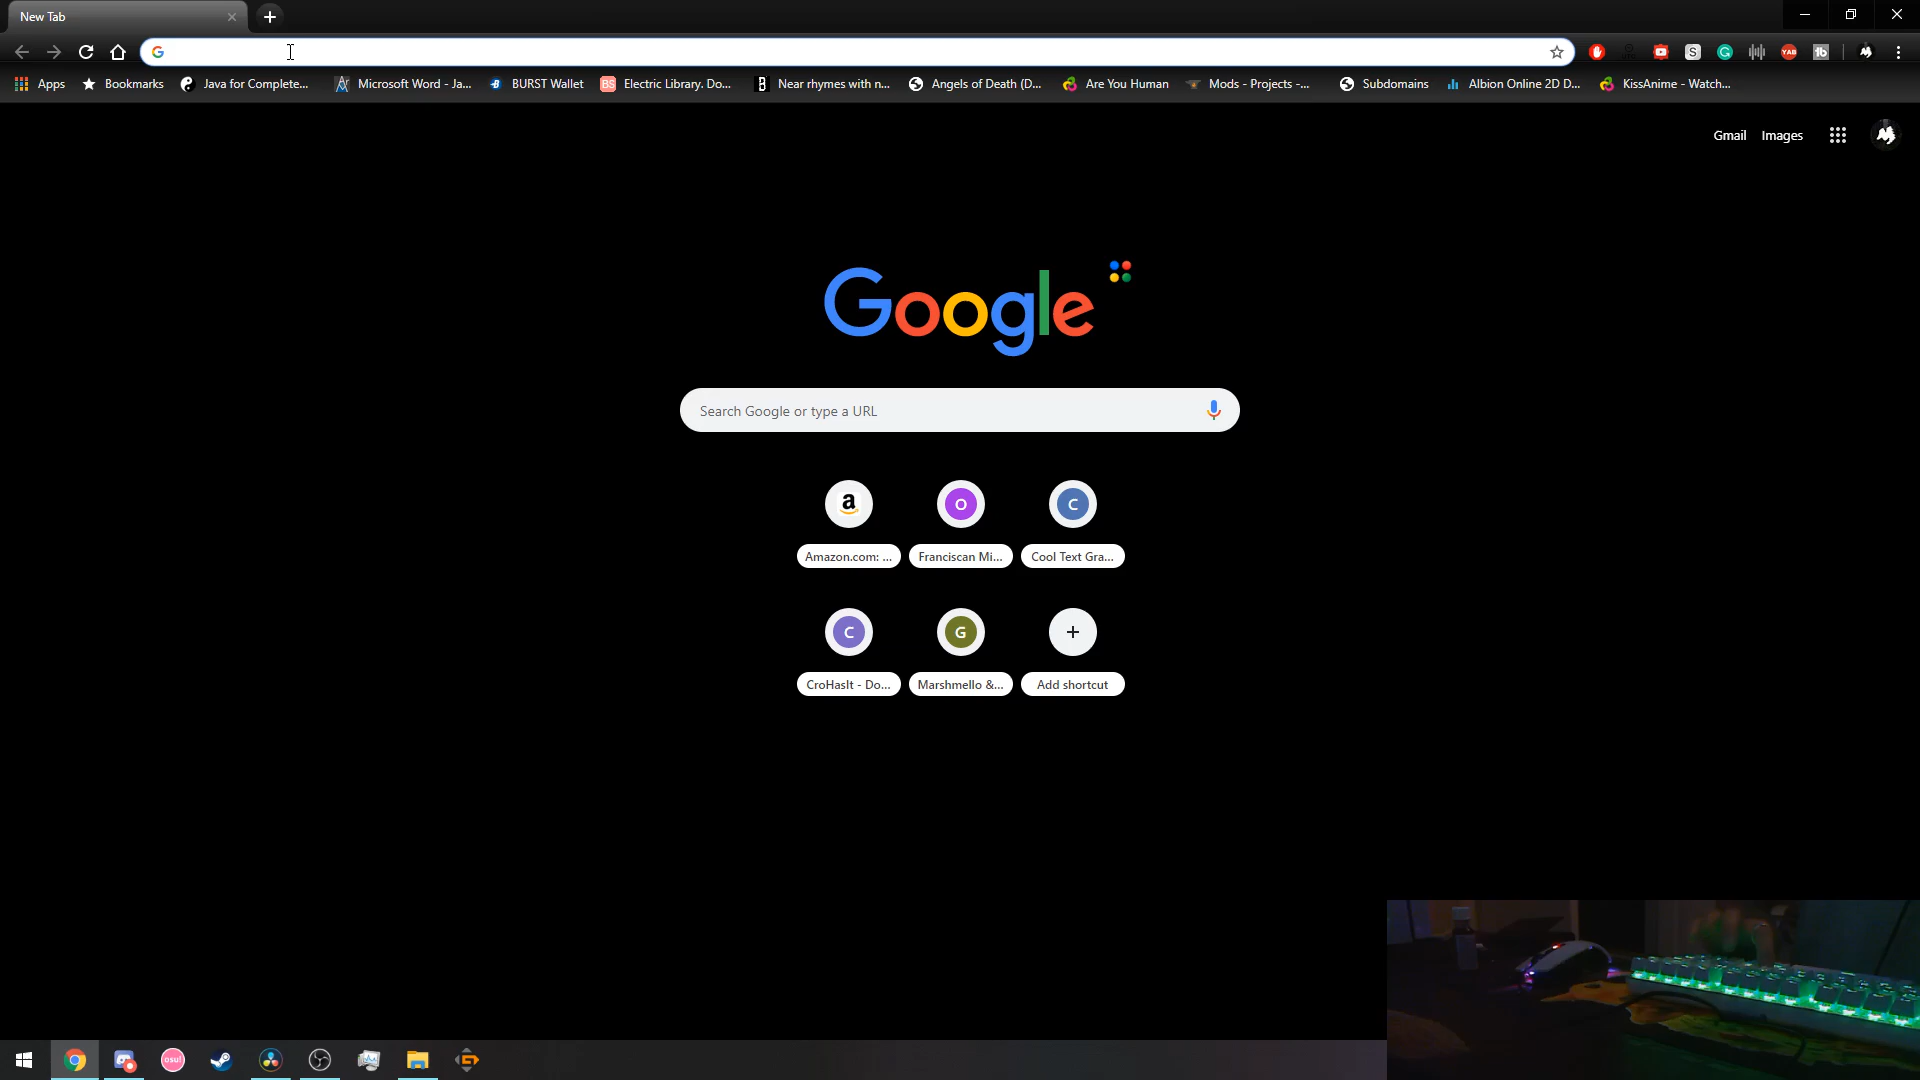 New Tab
Apps Bookmarks Java for Complete... Microsoft Word - Ja... BURST Wallet Electric Library. Do... Near rhymes with n... Angels of Death (D... Are You Human Mods - Projects -... Subdomains Albion Online 2D D... KissAnime - Watch...
Gmail Images
Google
Search Google or type a URL
Amazon.com: ... Franciscan Mi... Cool Text Gra...
CroHasIt - Do... Marshmello &... Add shortcut
osu!